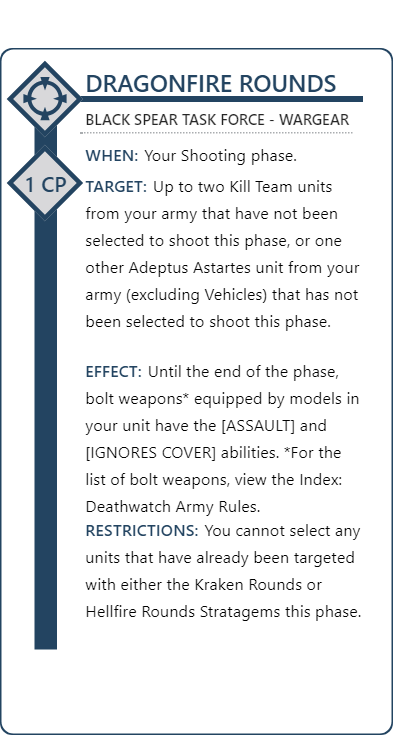 DRAGONFIRE ROUNDS
BLACK SPEAR TASK FORCE - WARGEAR
WHEN: Your Shooting phase.
1 CP
TARGET: Up to two Kill Team units
from your army that have not been
selected to shoot this phase, or one
other Adeptus Astartes unit from your
army (excluding Vehicles) that has not
been selected to shoot this phase.
EFFECT: Until the end of the phase,
bolt weapons* equipped by models in
your unit have the [ASSAULT] and
[IGNORES COVER] abilities. *For the
list of bolt weapons, view the Index:
Deathwatch Army Rules.
RESTRICTIONS: You cannot select any
units that have already been targeted
with either the Kraken Rounds or
Hellfire Rounds Stratagems this phase.